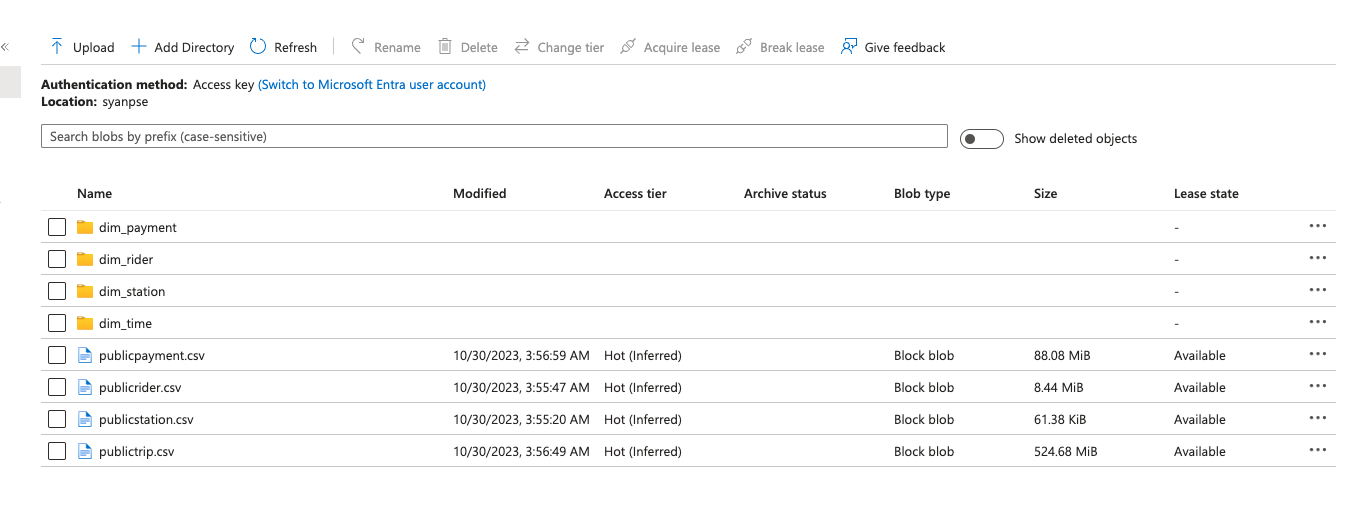 « Upload Add Directory Refresh Rename Delete Change tier Acquire lease Break lease Give feedback
Authentication method: Access key (Switch to Microsoft Entra user account)
Location: syanpse
Search blobs by prefix (case-sensitive) Show deleted objects
Name Modified Access tier Archive status Blob type Size Lease state
dim_payment - ···
dim_rider - ···
dim_station - ···
dim_time - ···
publicpayment.csv 10/30/2023, 3:56:59 AM Hot (Inferred) Block blob 88.08 MiB Available ···
publicrider.csv 10/30/2023, 3:55:47 AM Hot (Inferred) Block blob 8.44 MiB Available ···
publicstation.csv 10/30/2023, 3:55:20 AM Hot (Inferred) Block blob 61.38 KiB Available ···
publictrip.csv 10/30/2023, 3:56:49 AM Hot (Inferred) Block blob 524.68 MiB Available ···